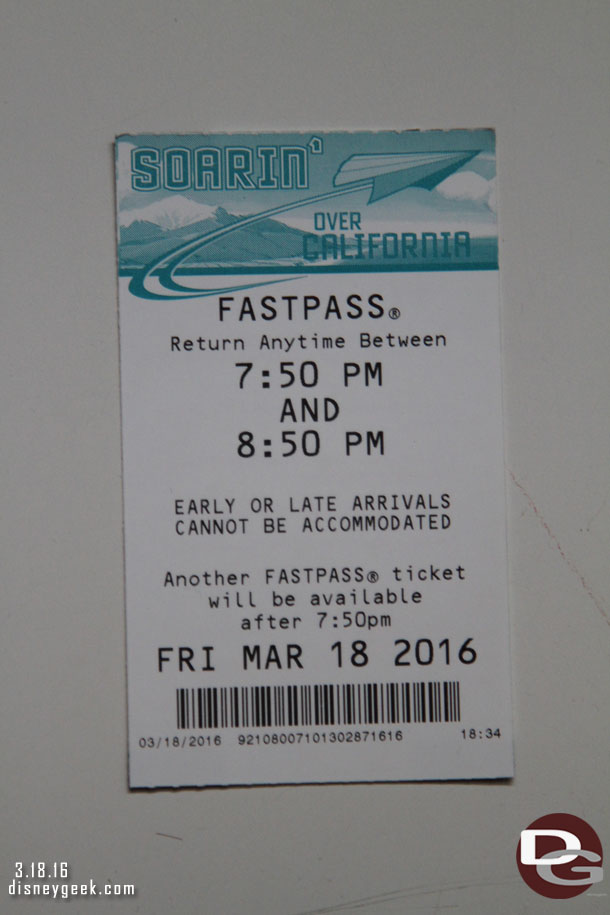 SOARIN'
OVER
CALIFORNIA
FASTPASS®
Return Anytime Between
7:50 PM
AND
8:50 PM
EARLY OR LATE ARRIVALS
CANNOT BE ACCOMMODATED
Another FASTPASS® ticket
will be available
after 7:50pm
FRI MAR 18 2016
03/18/2016 92108007101302871616 18:34
3.18.16
disneygeek.com
DG